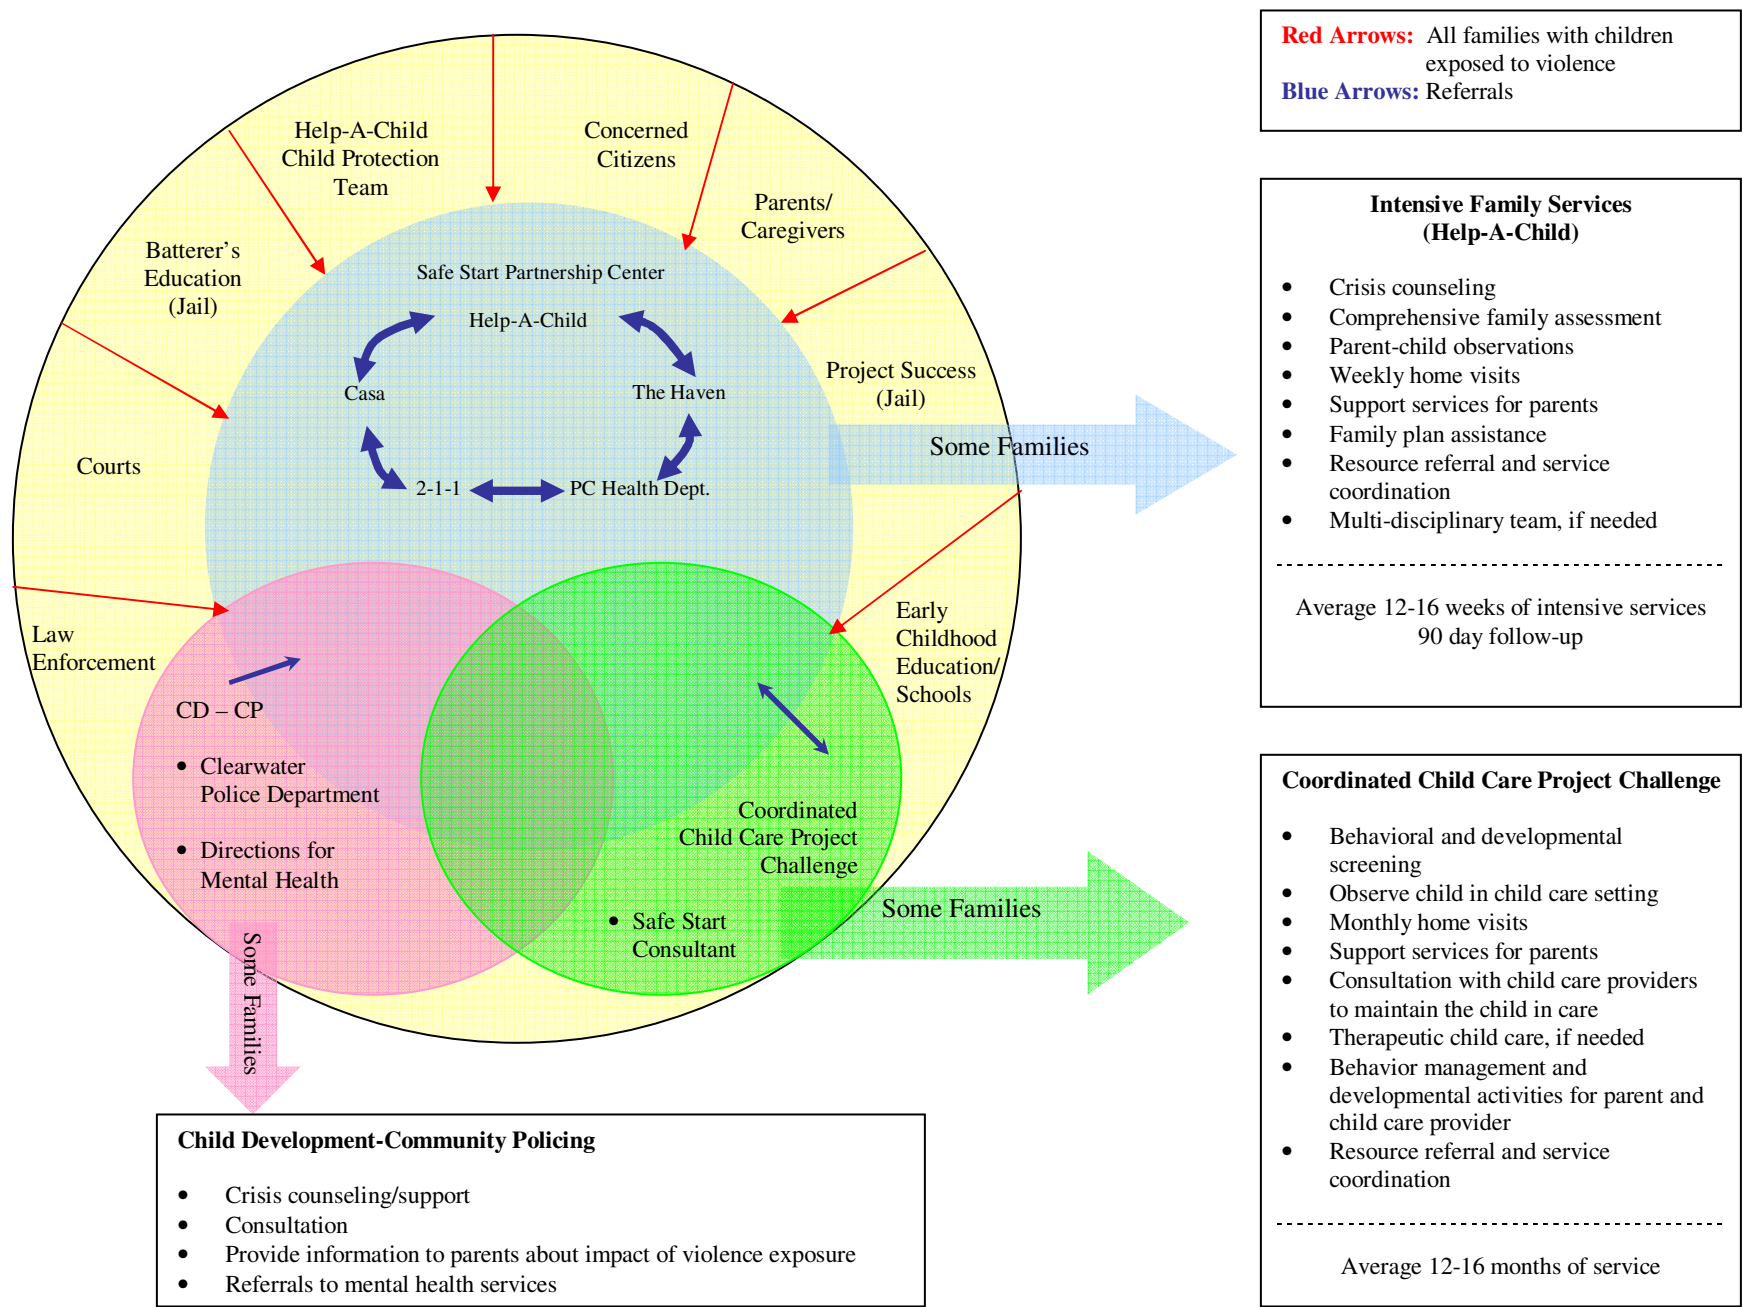 Red Arrows: All families with children
exposed to violence
Blue Arrows: Referrals
Help-A-Child
Child Protection
Team
Concerned
Citizens
Parents/
Caregivers
Batterer’s
Education
(Jail)
Project Success
(Jail)
Courts
Law
Enforcement
Early
Childhood
Education/
Schools
Safe Start Partnership Center
Help-A-Child
Casa
The Haven
2-1-1
PC Health Dept.
CD – CP
• Clearwater
Police Department
• Directions for
Mental Health
Coordinated
Child Care Project
Challenge
• Safe Start
Consultant
Some Families
Some Families
Some Families
Intensive Family Services
(Help-A-Child)
• Crisis counseling
• Comprehensive family assessment
• Parent-child observations
• Weekly home visits
• Support services for parents
• Family plan assistance
• Resource referral and service
coordination
• Multi-disciplinary team, if needed
Average 12-16 weeks of intensive services
90 day follow-up
Coordinated Child Care Project Challenge
• Behavioral and developmental
screening
• Observe child in child care setting
• Monthly home visits
• Support services for parents
• Consultation with child care providers
to maintain the child in care
• Therapeutic child care, if needed
• Behavior management and
developmental activities for parent and
child care provider
• Resource referral and service
coordination
Average 12-16 months of service
Child Development-Community Policing
• Crisis counseling/support
• Consultation
• Provide information to parents about impact of violence exposure
• Referrals to mental health services